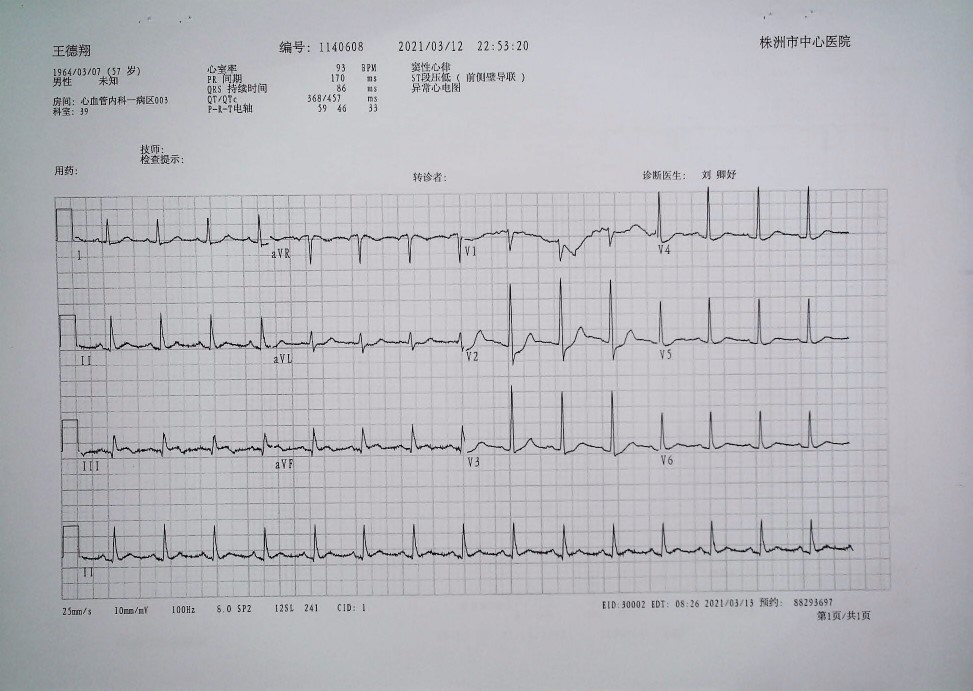 王德翔
编号: 1140608 2021/03/12 22:53:20
株洲市中心医院
1964/03/07 (57 岁)
男性 未知
房间: 心血管内科一病区003
科室: 39
心室率 93 BPM
PR 间期 170 ms
QRS 持续时间 86 ms
QT/QTc 368/457 ms
P-R-T电轴 59 46 33
窦性心律
ST段压低 ( 前侧壁导联 )
异常心电图
技师:
检查提示:
用药:
转诊者:
诊断医生: 刘 卿妤
I aVR V1 V4
II aVL V2 V5
III aVF V3 V6
II
25mm/s 10mm/mV 100Hz 8.0 SP2 12SL 241 CID: 1
EID:30002 EDT: 08:26 2021/03/13 预约: 88293697
第1页/共1页